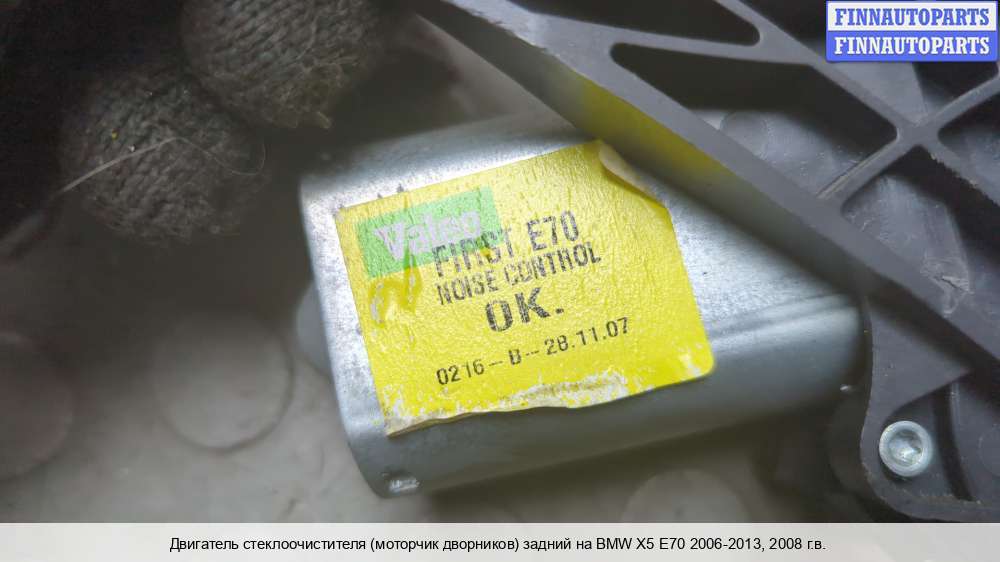 FINNAUTOPARTS
FINNAUTOPARTS
Valeo
FIRST E70
NOISE CONTROL
OK.
0216-B-28.11.07
Двигатель стеклоочистителя (моторчик дворников) задний на BMW X5 E70 2006-2013, 2008 г.в.